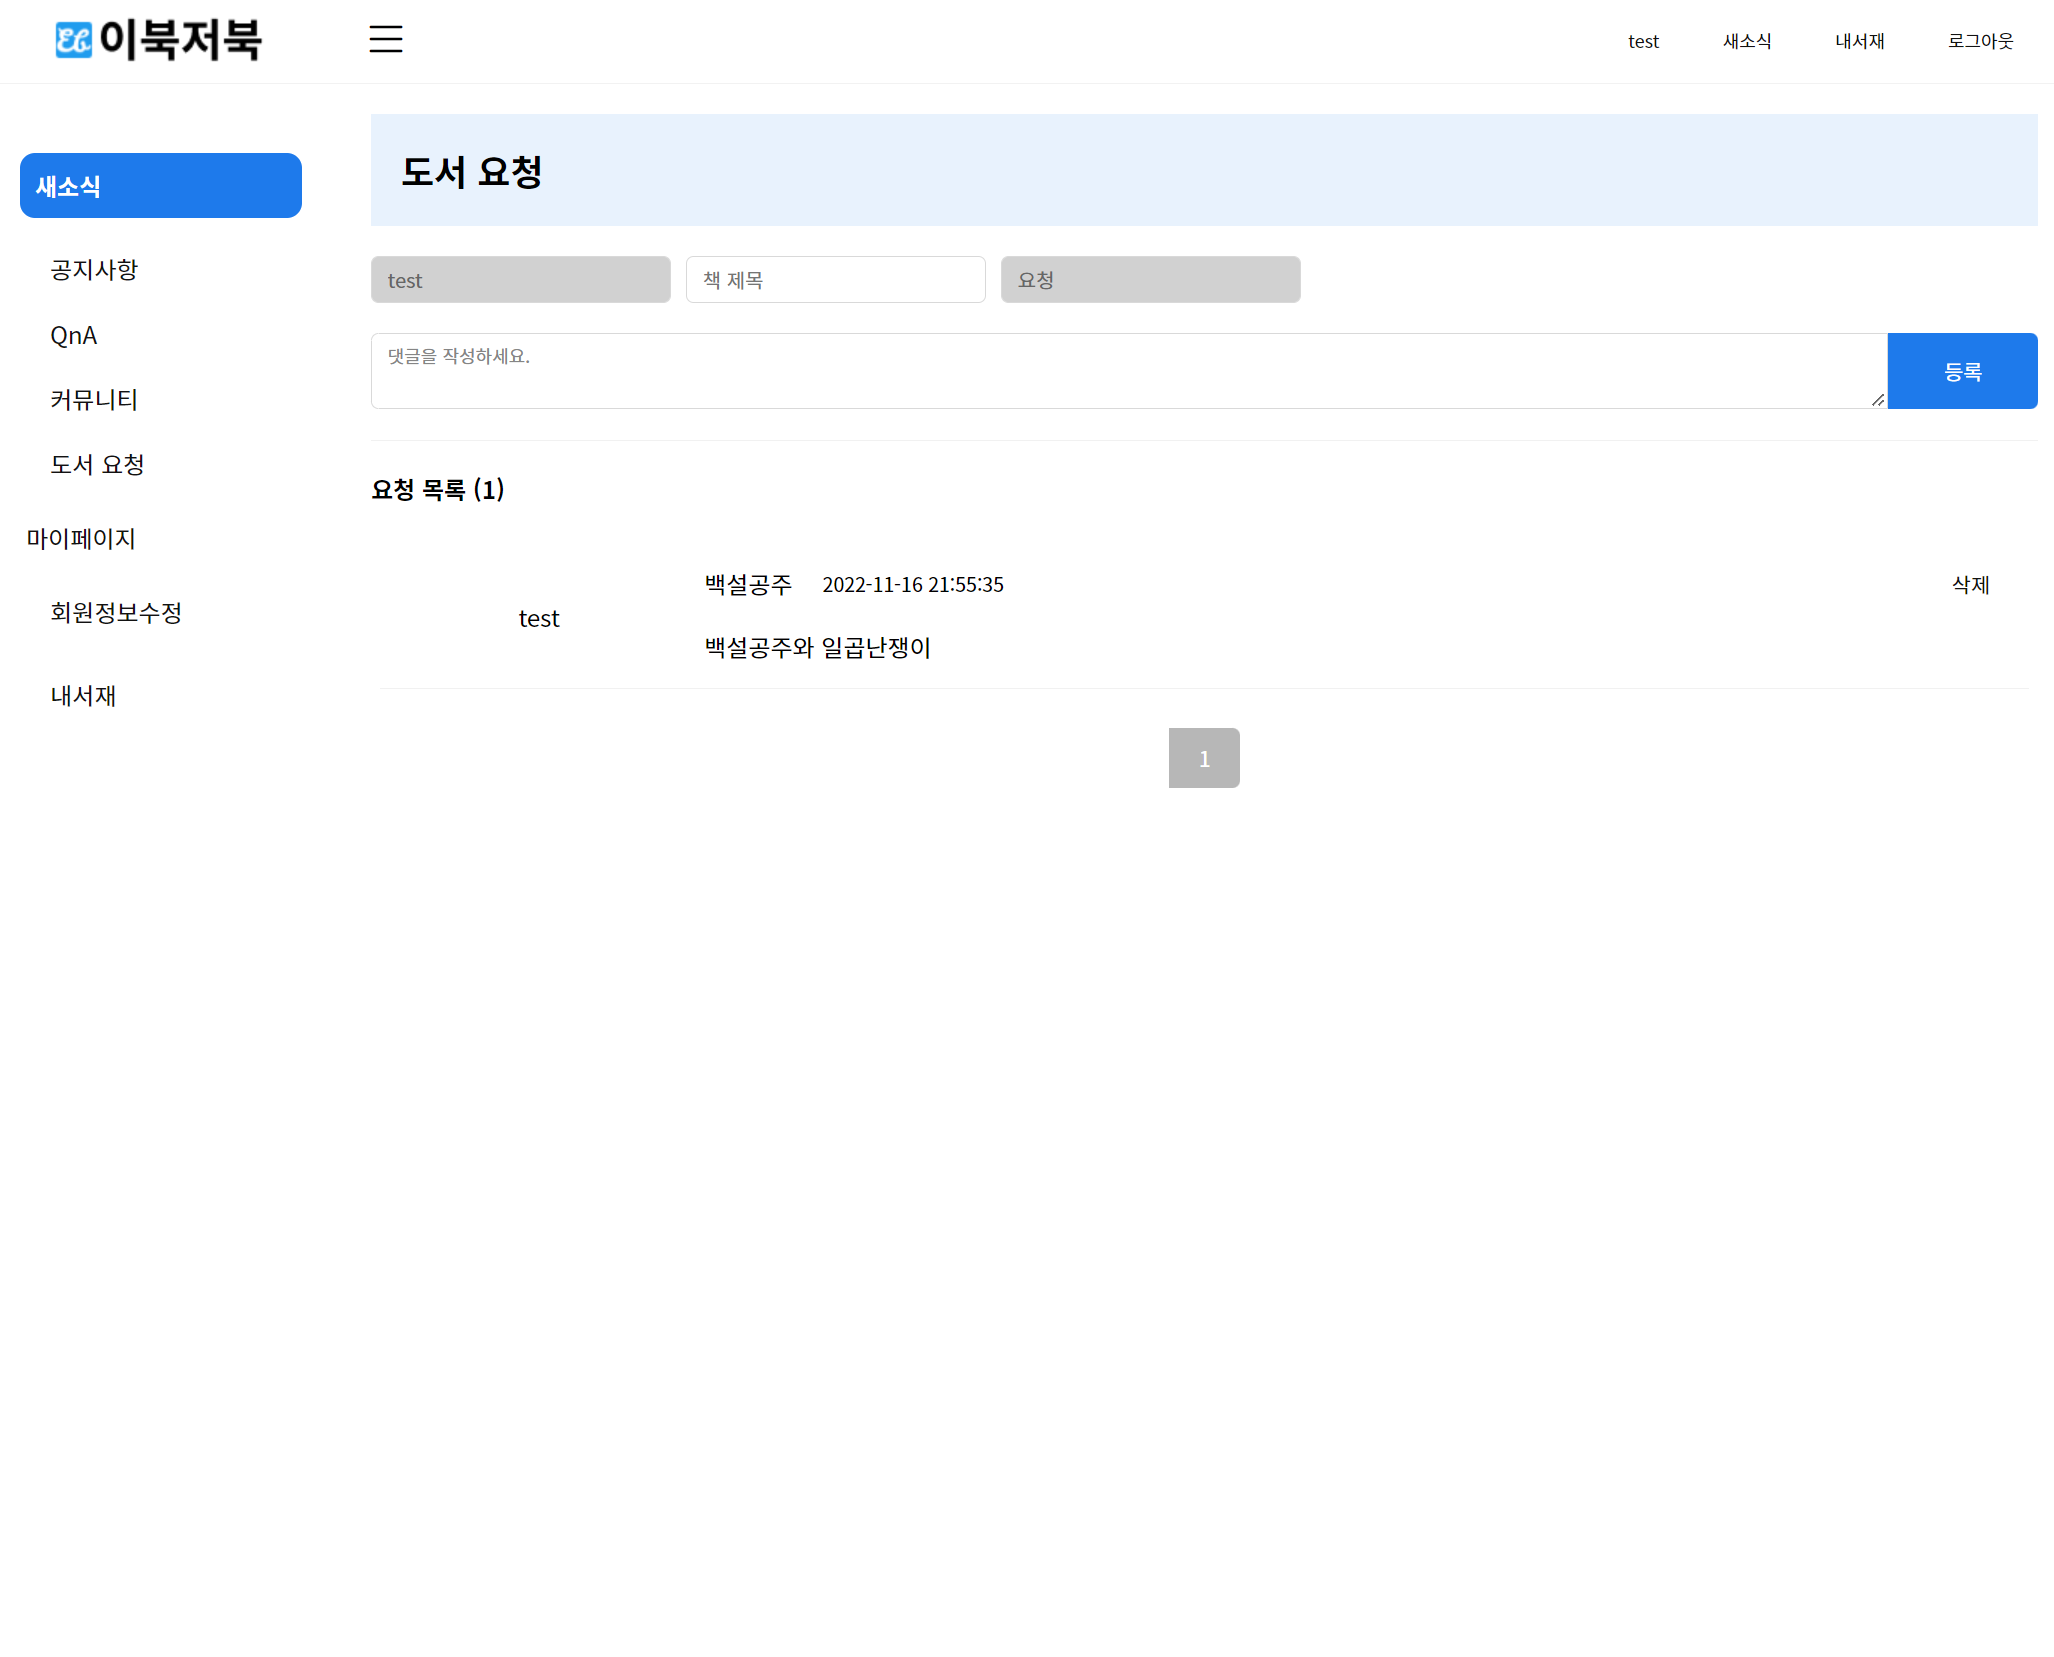 Eb 이북저북
test 새소식 내서재 로그아웃
새소식
공지사항
QnA
커뮤니티
도서 요청
마이페이지
회원정보수정
내서재
도서 요청
test 책 제목 요청
댓글을 작성하세요.
등록
요청 목록 (1)
test
백설공주 2022-11-16 21:55:35 삭제
백설공주와 일곱난쟁이
1